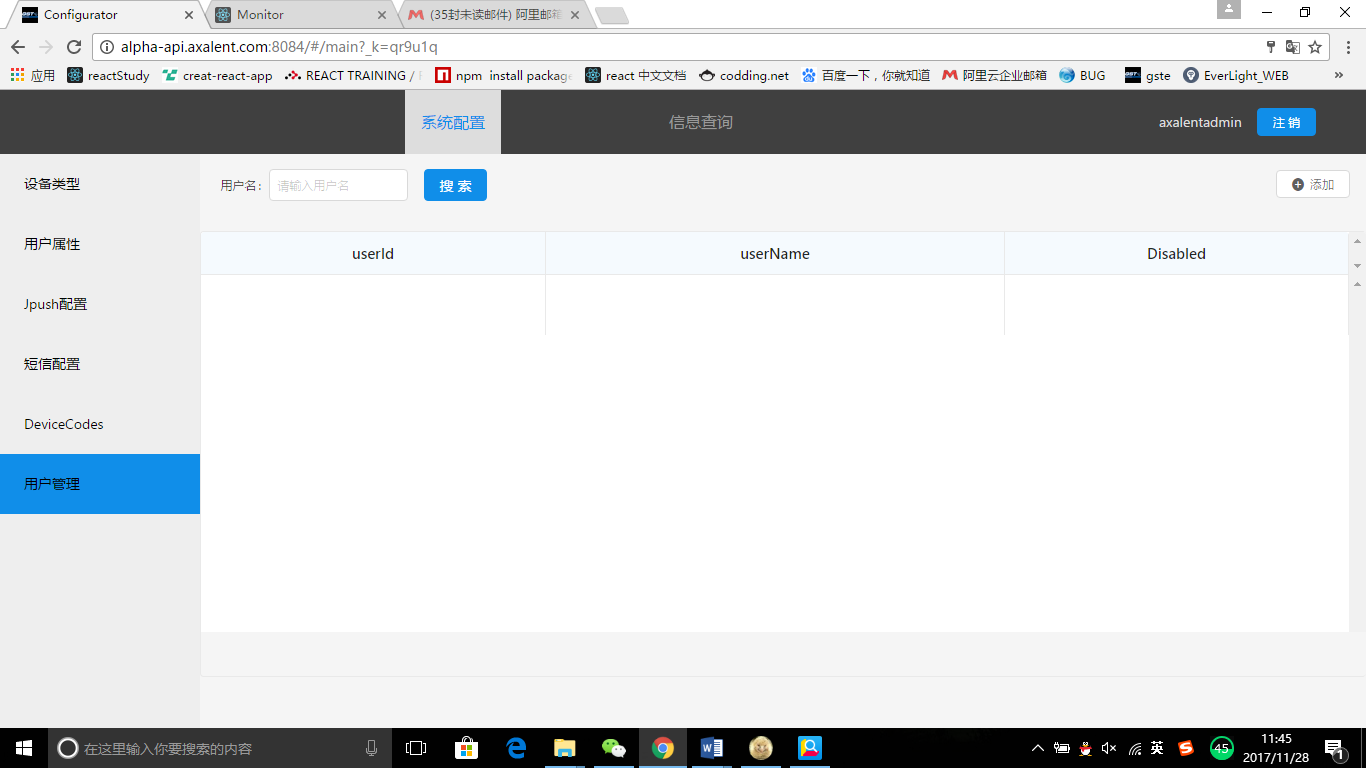 Configurator
Monitor
(35封未读邮件) 阿里邮箱
alpha-api.axalent.com:8084/#/main?_k=qr9u1q
应用 reactStudy creat-react-app REACT TRAINING / npm install package react 中文文档 codding.net 百度一下，你就知道 阿里云企业邮箱 BUG gste EverLight_WEB »
系统配置 信息查询 axalentadmin 注 销
设备类型
用户名： 请输入用户名 搜 索 添加
用户属性
userId userName Disabled
Jpush配置
短信配置
DeviceCodes
用户管理
在这里输入你要搜索的内容
英 45 11:45
2017/11/28 1